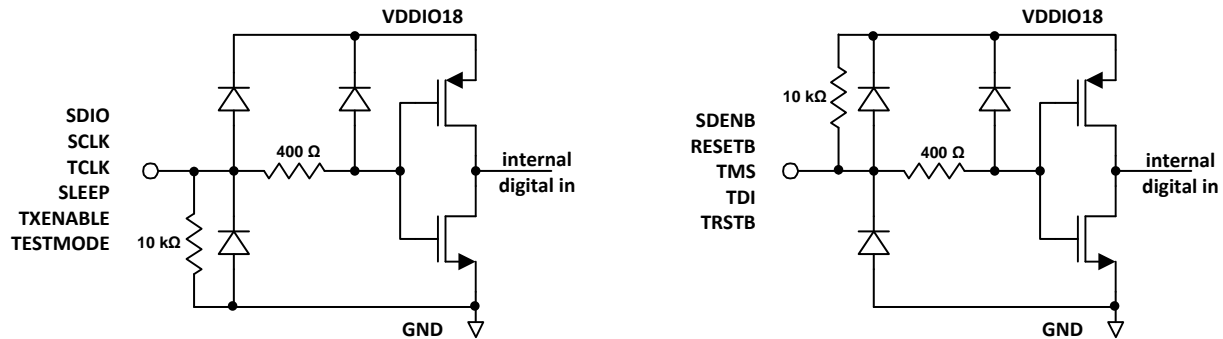 VDDIO18
SDIO
SCLK
TCLK
SLEEP
TXENABLE
TESTMODE
10 kΩ
400 Ω
internal
digital in
GND
VDDIO18
10 kΩ
SDENB
RESETB
TMS
TDI
TRSTB
400 Ω
internal
digital in
GND